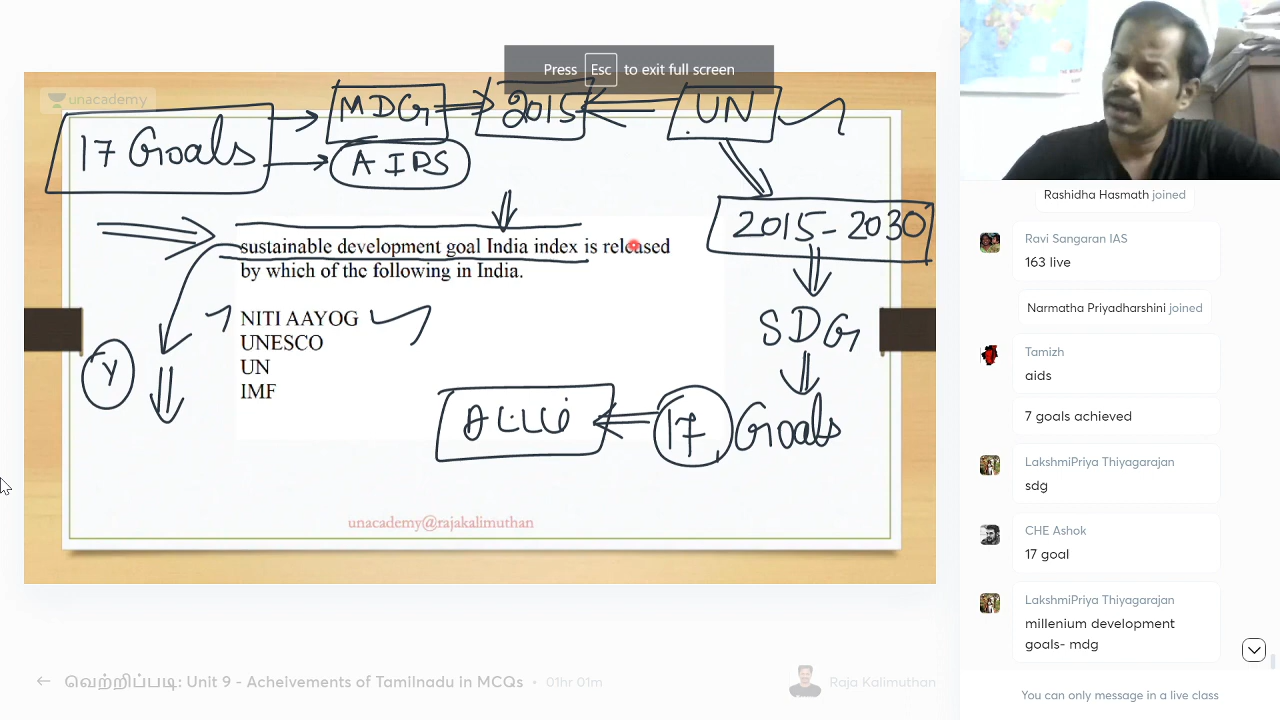 Press Esc to exit full screen
unacademy
17 Goals
MDG
2015
UN
AIDS
2015-2030
sustainable development goal India index is released
by which of the following in India.
SDG
NITI AAYOG
UNESCO
UN
IMF
Y
17 Goals
unacademy@rajakalimuthan
வெற்றிப்படி: Unit 9 - Acheivements of Tamilnadu in MCQs • 01hr 01m
Raja Kalimuthan
Rashidha Hasmath joined
Ravi Sangaran IAS
163 live
Narmatha Priyadharshini joined
Tamizh
aids
7 goals achieved
LakshmiPriya Thiyagarajan
sdg
CHE Ashok
17 goal
LakshmiPriya Thiyagarajan
millenium development
goals- mdg
You can only message in a live class